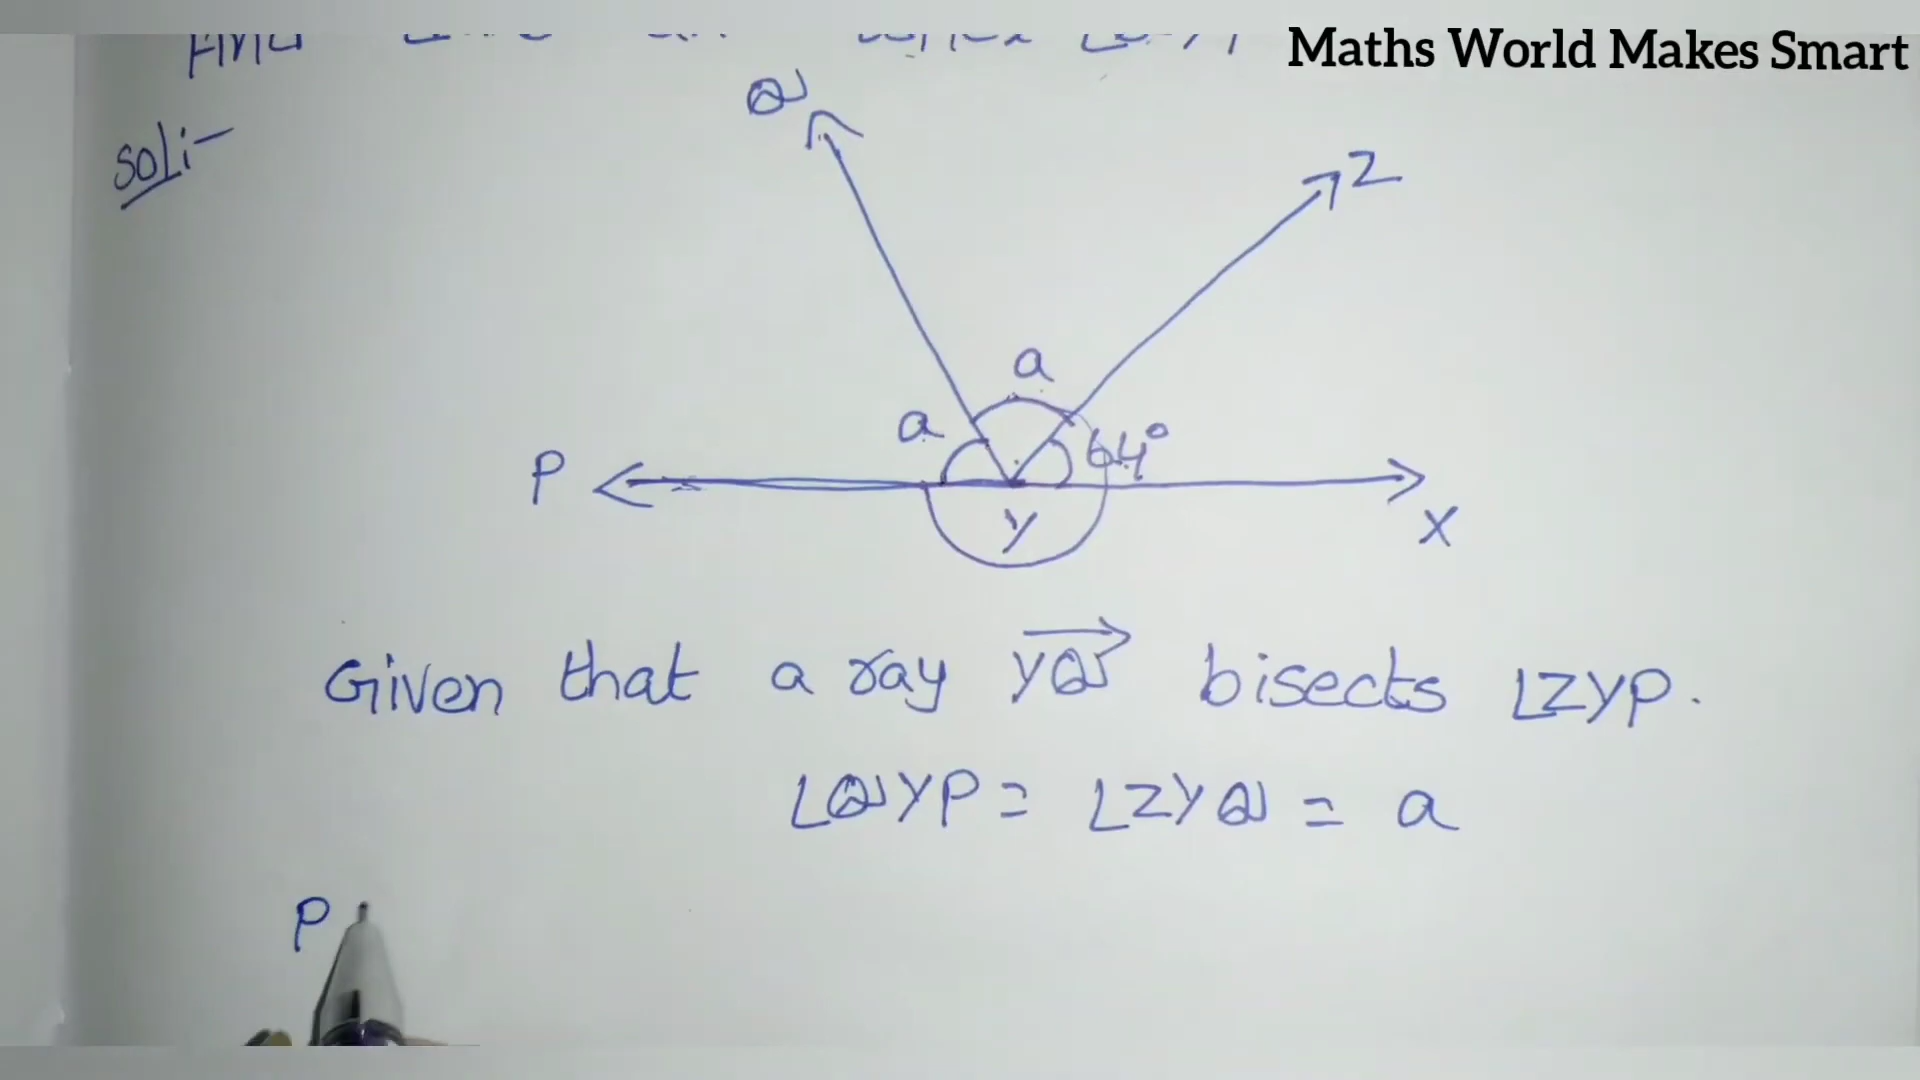 Maths World Makes Smart
Find
Sol:-
Q
Z
a
a
64°
P
Y
X
Given that a ray YQ bisects ∠ZYP.
∠QYP = ∠ZYQ = a
P